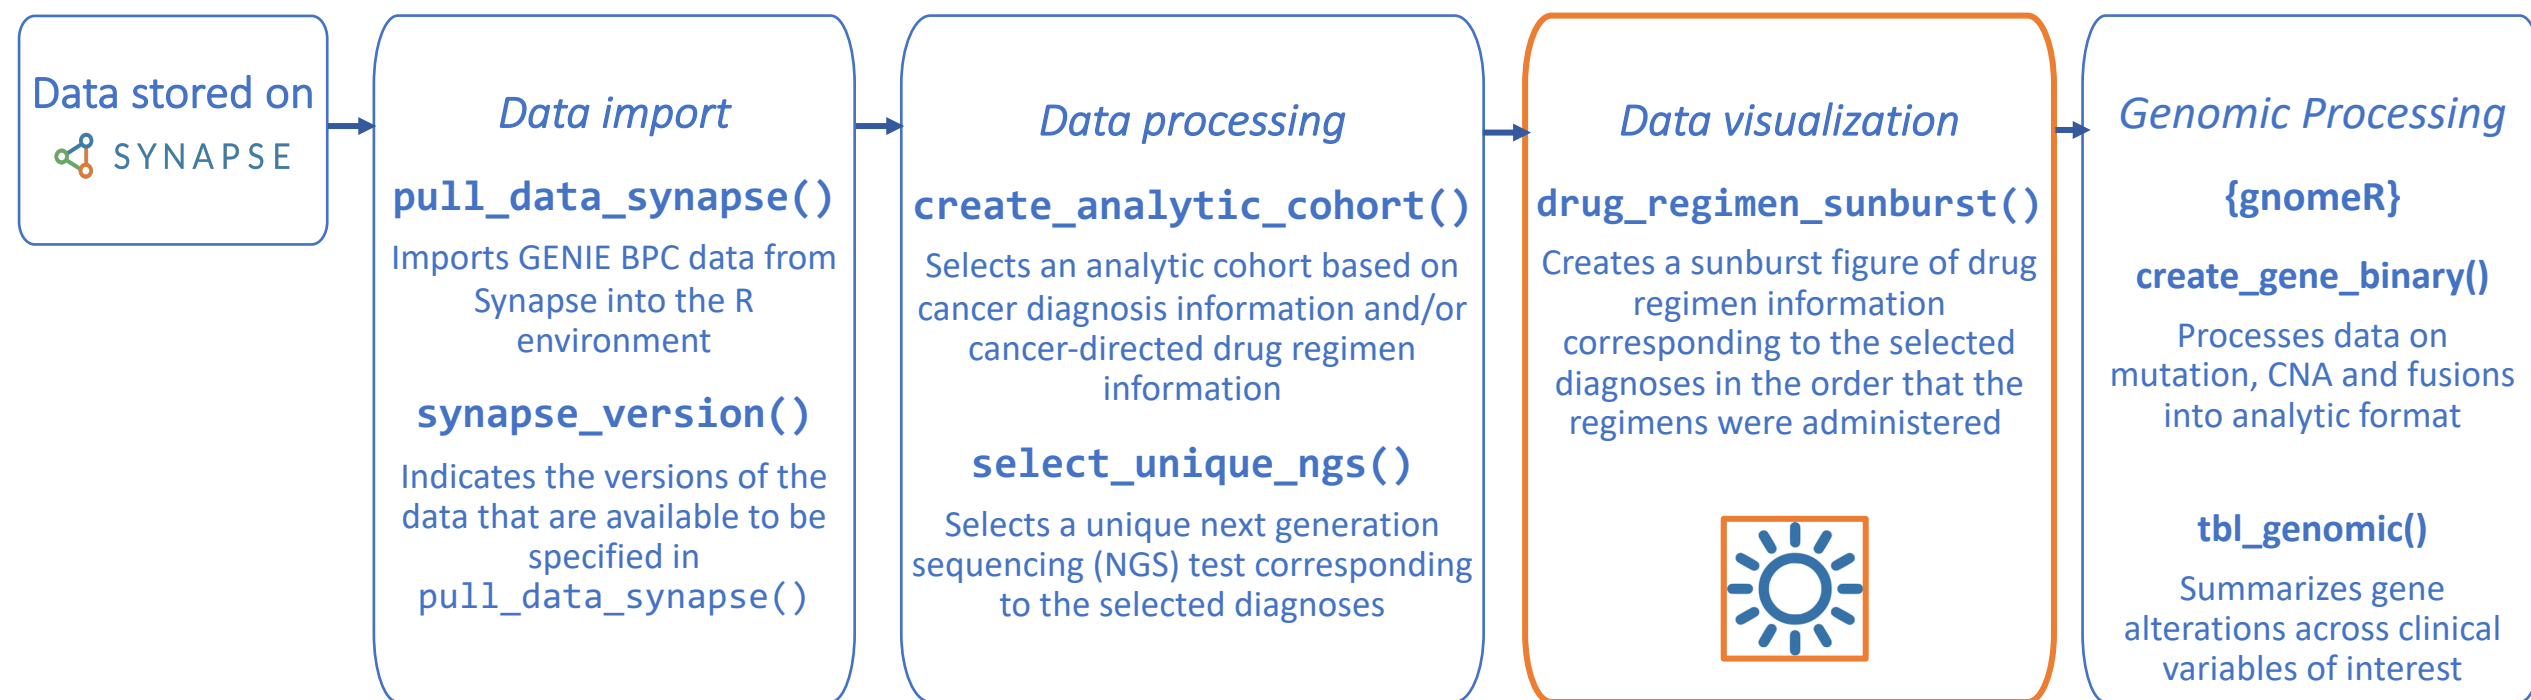 Data stored on
SYNAPSE
Data import
pull_data_synapse()
Imports GENIE BPC data from
Synapse into the R
environment
synapse_version()
Indicates the versions of the
data that are available to be
specified in
pull_data_synapse()
Data processing
create_analytic_cohort()
Selects an analytic cohort based on
cancer diagnosis information and/or
cancer-directed drug regimen
information
select_unique_ngs()
Selects a unique next generation
sequencing (NGS) test corresponding
to the selected diagnoses
Data visualization
drug_regimen_sunburst()
Creates a sunburst figure of drug
regimen information
corresponding to the selected
diagnoses in the order that the
regimens were administered
Genomic Processing
{gnomeR}
create_gene_binary()
Processes data on
mutation, CNA and fusions
into analytic format
tbl_genomic()
Summarizes gene
alterations across clinical
variables of interest